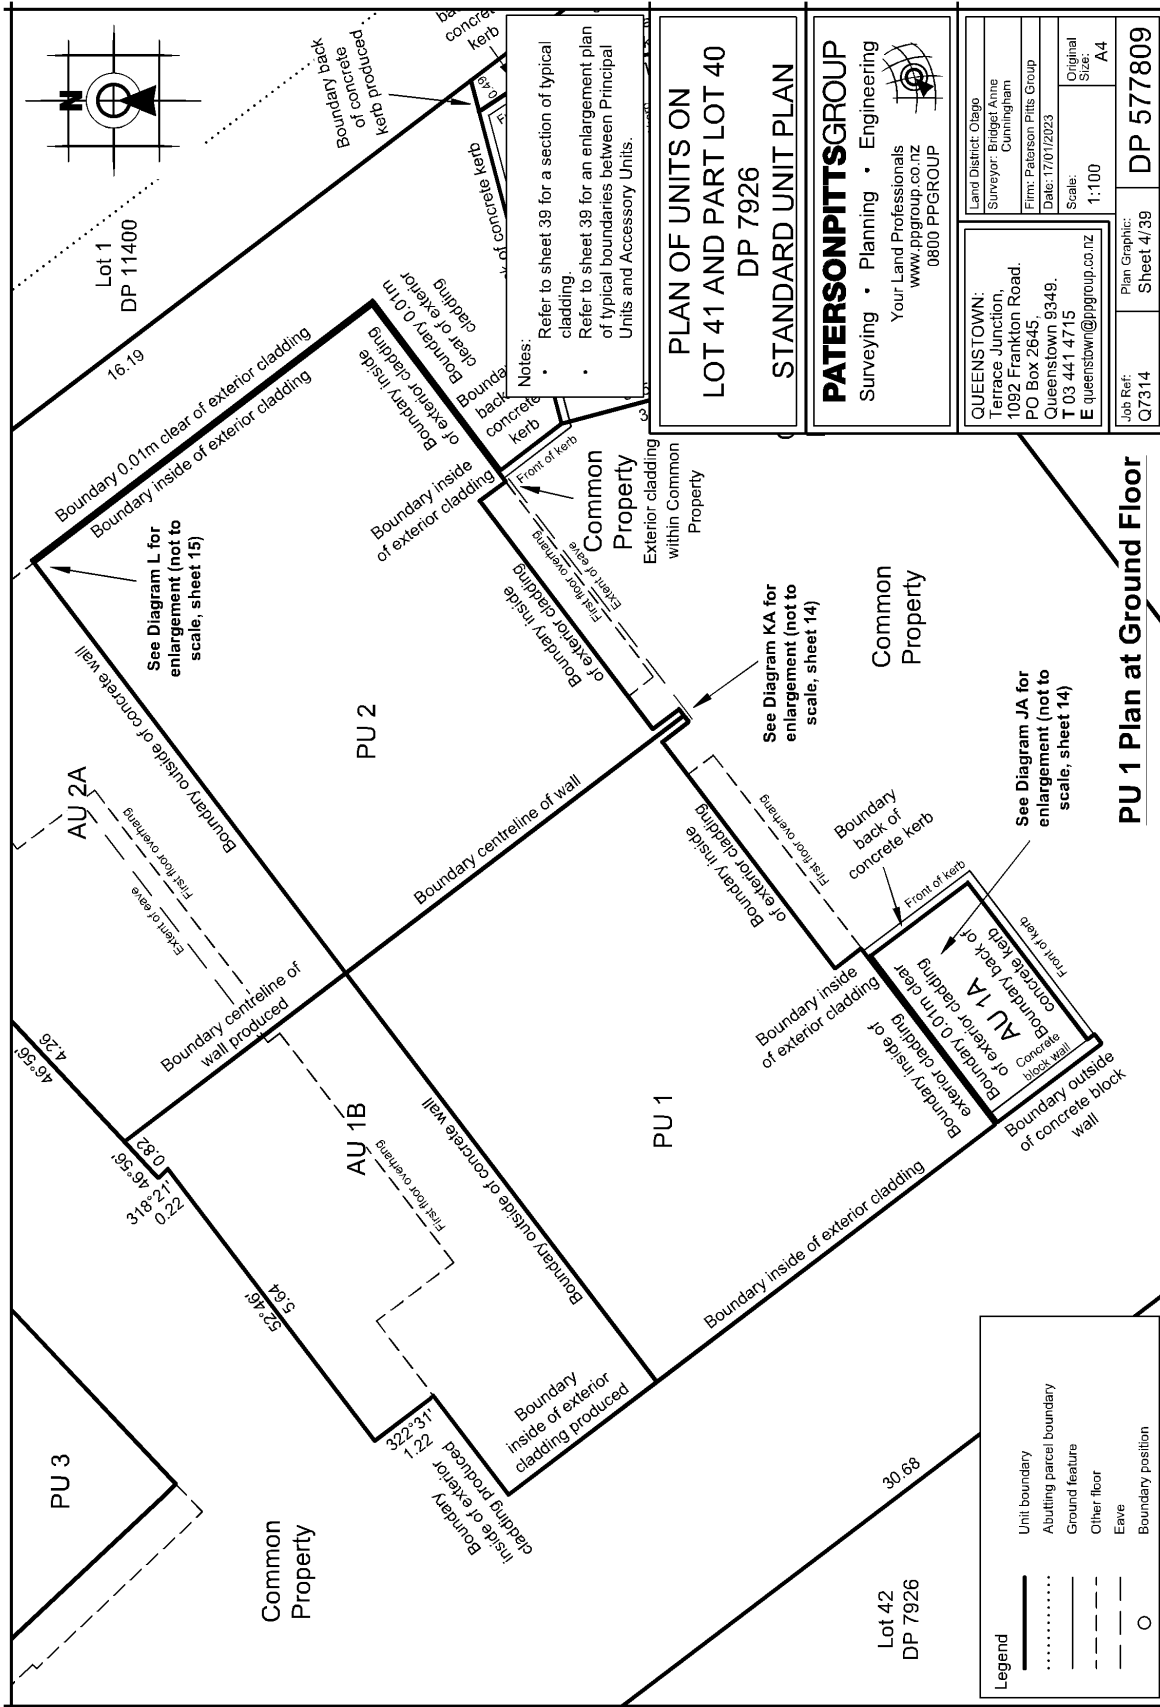 N
Lot 1
DP 11400
16.19
Boundary back
of concrete
kerb produced
concrete
kerb
0.49
k of concrete kerb
Boundary 0.01m clear of exterior cladding
Boundary inside of exterior cladding
Boundary 0.01m
clear of exterior
cladding
Boundary inside
of exterior cladding
Bounda
back
concrete
kerb
Front of kerb
Boundary inside
of exterior cladding
Common
Property
Exterior cladding
within Common
Property
See Diagram L for
enlargement (not to
scale, sheet 15)
Boundary outside of concrete wall
PU 2
Boundary inside
of exterior cladding
First floor overhang
Extent of eave
See Diagram KA for
enlargement (not to
scale, sheet 14)
Common
Property
AU 2A
First floor overhang
Extent of eave
Boundary centreline of wall
Boundary inside
of exterior cladding
First floor overhang
Boundary
back of
concrete kerb
Front of kerb
See Diagram JA for
enlargement (not to
scale, sheet 14)
Boundary centreline of
wall produced
46°56'
4.26
46°56'
0.82
318°21'
0.22
AU 1B
First floor overhang
Boundary outside of concrete wall
PU 1
Boundary inside
of exterior cladding
Boundary inside of
exterior cladding
Boundary 0.01m clear
of exterior cladding
AU 1A
Boundary back of
concrete kerb
Front of kerb
Concrete
block wall
Boundary outside
of concrete block
wall
52°46'
5.64
Boundary inside of exterior cladding
322°31'
1.22
Boundary
inside of exterior
cladding produced
Boundary
inside of exterior
cladding produced
PU 3
Common
Property
30.68
Lot 42
DP 7926
PU 1 Plan at Ground Floor
Legend
Unit boundary
Abutting parcel boundary
Ground feature
Other floor
Eave
Boundary position
Notes:
• Refer to sheet 39 for a section of typical
cladding.
• Refer to sheet 39 for an enlargement plan
of typical boundaries between Principal
Units and Accessory Units.
PLAN OF UNITS ON
LOT 41 AND PART LOT 40
DP 7926
STANDARD UNIT PLAN
PATERSONPITTSGROUP
Surveying • Planning • Engineering
Your Land Professionals
www.ppgroup.co.nz
0800 PPGROUP
QUEENSTOWN:
Terrace Junction,
1092 Frankton Road.
PO Box 2645,
Queenstown 9349.
T 03 441 4715
E queenstown@ppgroup.co.nz
Land District: Otago
Surveyor: Bridget Anne
Cunningham
Firm: Paterson Pitts Group
Date: 17/01/2023
Scale:
1:100
Original
Size:
A4
Job Ref:
Q7314
Plan Graphic:
Sheet 4/39
DP 577809